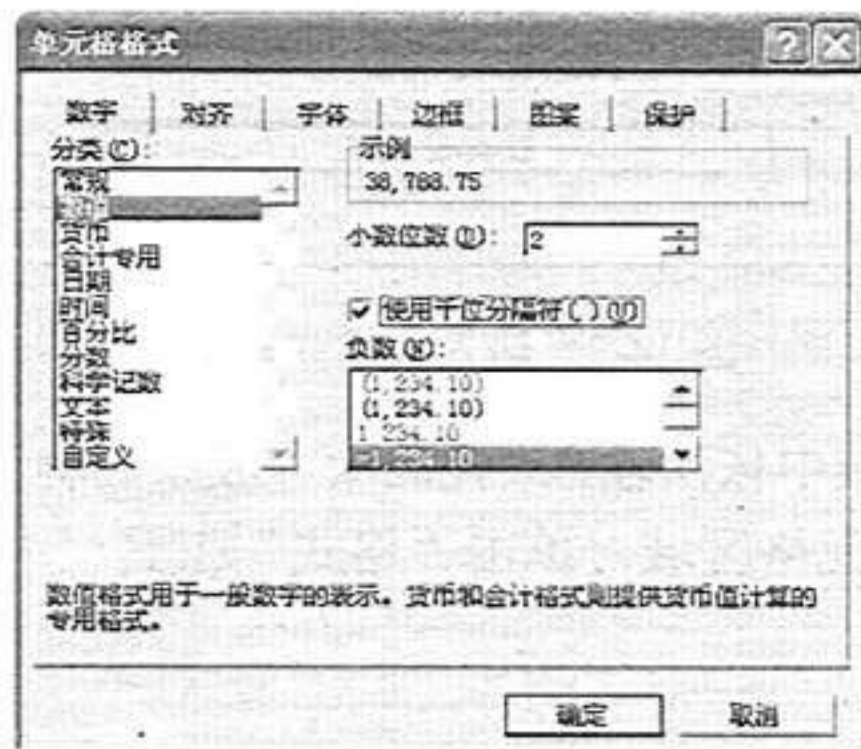 单元格格式
数字 对齐 字体 边框 图案 保护
分类(C):
常规
货币
会计专用
日期
时间
百分比
分数
科学记数
文本
特殊
自定义
示例
38,788.75
小数位数(D): 2
使用千位分隔符(,)(U)
负数(N):
(1,234.10)
(1,234.10)
1,234.10
-1,234.10
数值格式用于一般数字的表示。货币和会计格式则提供货币值计算的
专用格式。
确定 取消